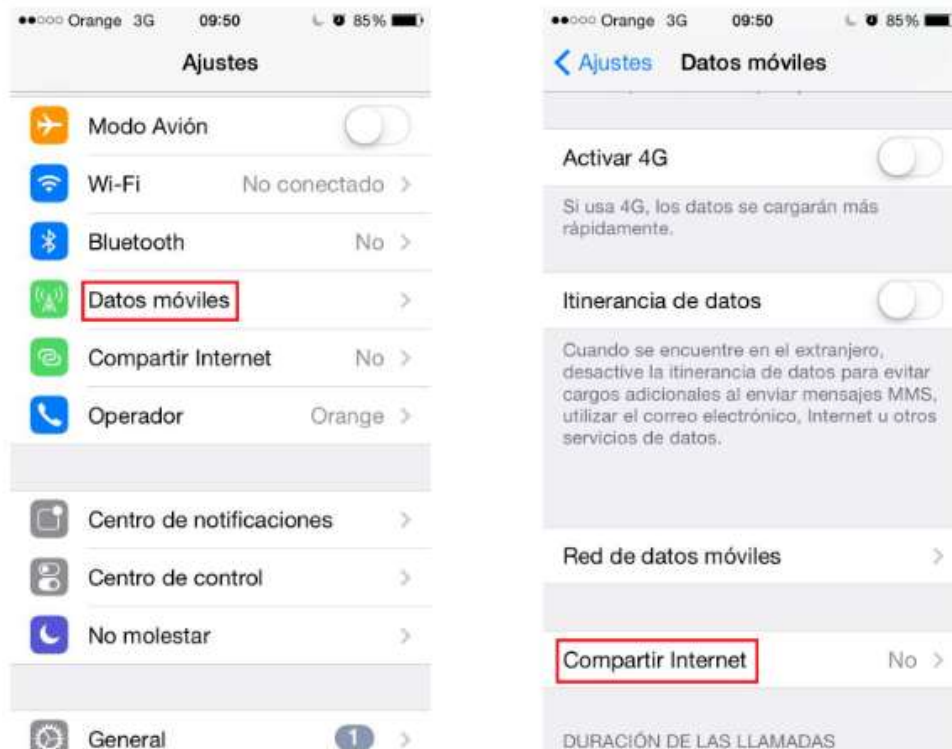 Orange 3G 09:50 85%
Ajustes
Modo Avión
Wi-Fi No conectado
Bluetooth No
Datos móviles
Compartir Internet No
Operador Orange
Centro de notificaciones
Centro de control
No molestar
General 1
Orange 3G 09:50 85%
Ajustes Datos móviles
Activar 4G
Si usa 4G, los datos se cargarán más
rápidamente.
Itinerancia de datos
Cuando se encuentre en el extranjero,
desactive la itinerancia de datos para evitar
cargos adicionales al enviar mensajes MMS,
utilizar el correo electrónico, Internet u otros
servicios de datos.
Red de datos móviles
Compartir Internet No
DURACIÓN DE LAS LLAMADAS